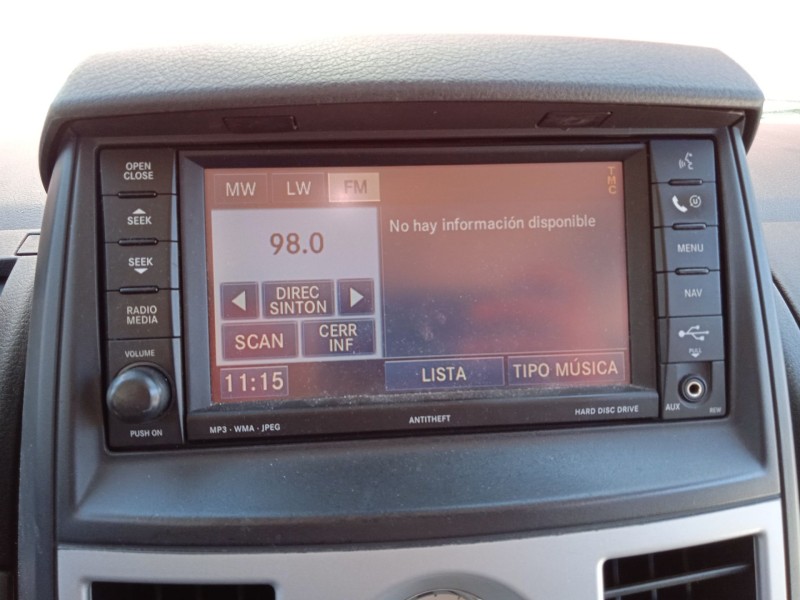 OPEN
CLOSE
SEEK
SEEK
RADIO
MEDIA
VOLUME
PUSH ON
MW LW FM
TMC
98.0
No hay información disponible
DIREC
SINTON
SCAN
CERR
INF
11:15
LISTA
TIPO MÚSICA
MP3 - WMA - JPEG
ANTITHEFT
HARD DISC DRIVE
MENU
NAV
PULL
AUX
REW